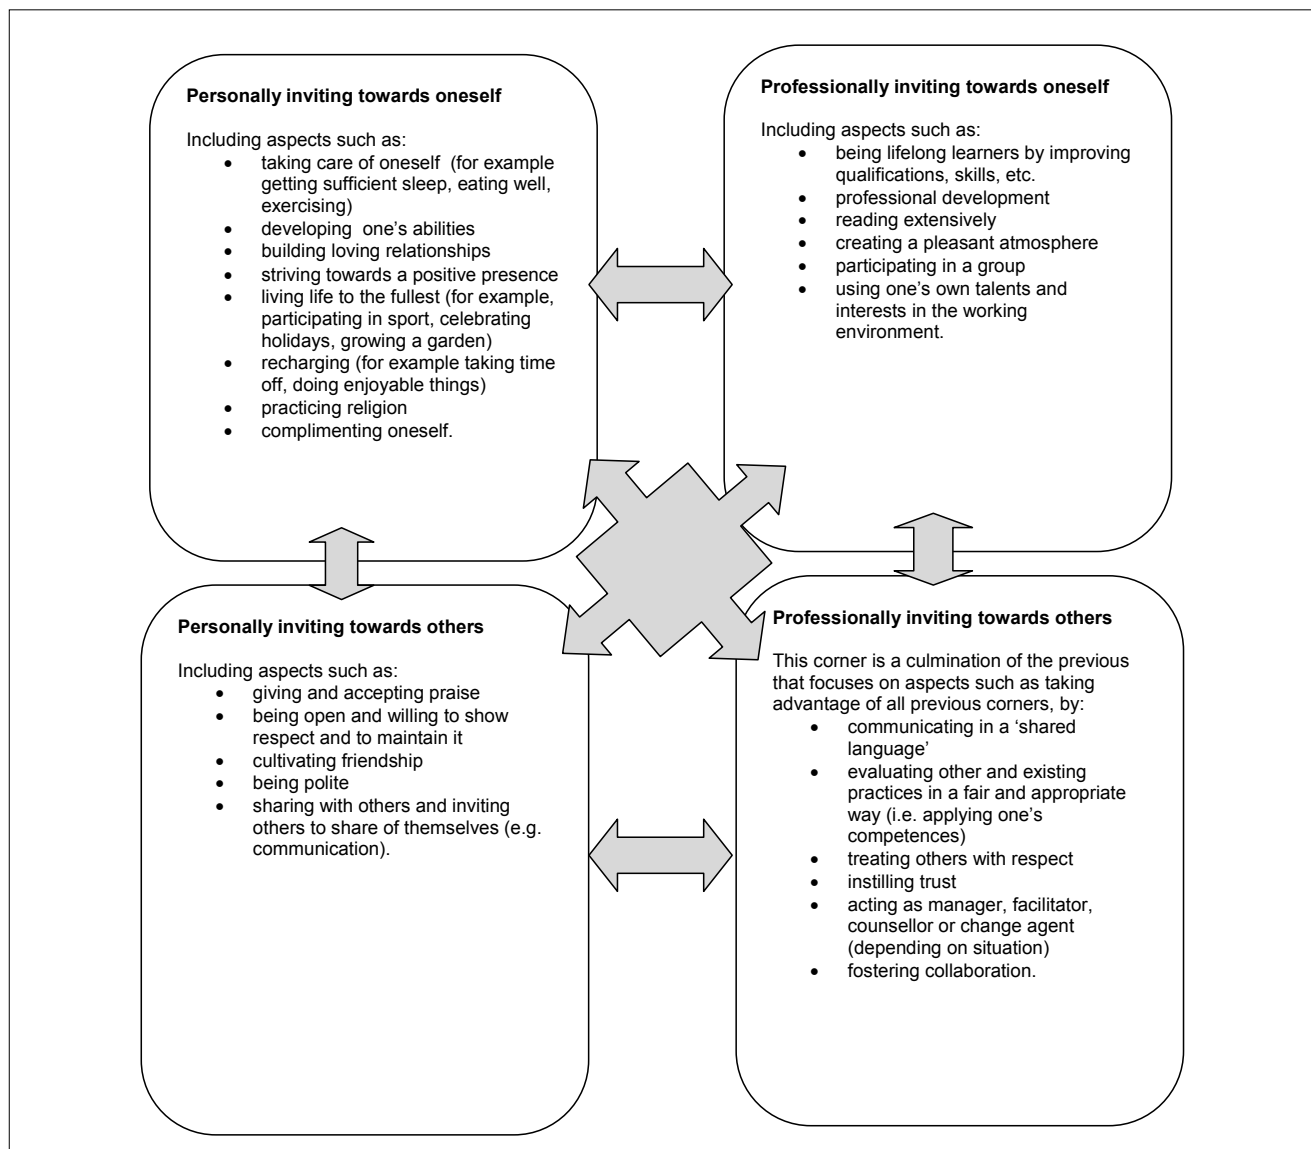 Personally inviting towards oneself
Including aspects such as:
• taking care of oneself (for example
getting sufficient sleep, eating well,
exercising)
• developing one's abilities
• building loving relationships
• striving towards a positive presence
• living life to the fullest (for example,
participating in sport, celebrating
holidays, growing a garden)
• recharging (for example taking time
off, doing enjoyable things)
• practicing religion
• complimenting oneself.
Professionally inviting towards oneself
Including aspects such as:
• being lifelong learners by improving
qualifications, skills, etc.
• professional development
• reading extensively
• creating a pleasant atmosphere
• participating in a group
• using one's own talents and
interests in the working
environment.
Personally inviting towards others
Including aspects such as:
• giving and accepting praise
• being open and willing to show
respect and to maintain it
• cultivating friendship
• being polite
• sharing with others and inviting
others to share of themselves (e.g.
communication).
Professionally inviting towards others
This corner is a culmination of the previous
that focuses on aspects such as taking
advantage of all previous corners, by:
• communicating in a ‘shared
language’
• evaluating other and existing
practices in a fair and appropriate
way (i.e. applying one's
competences)
• treating others with respect
• instilling trust
• acting as manager, facilitator,
counsellor or change agent
(depending on situation)
• fostering collaboration.